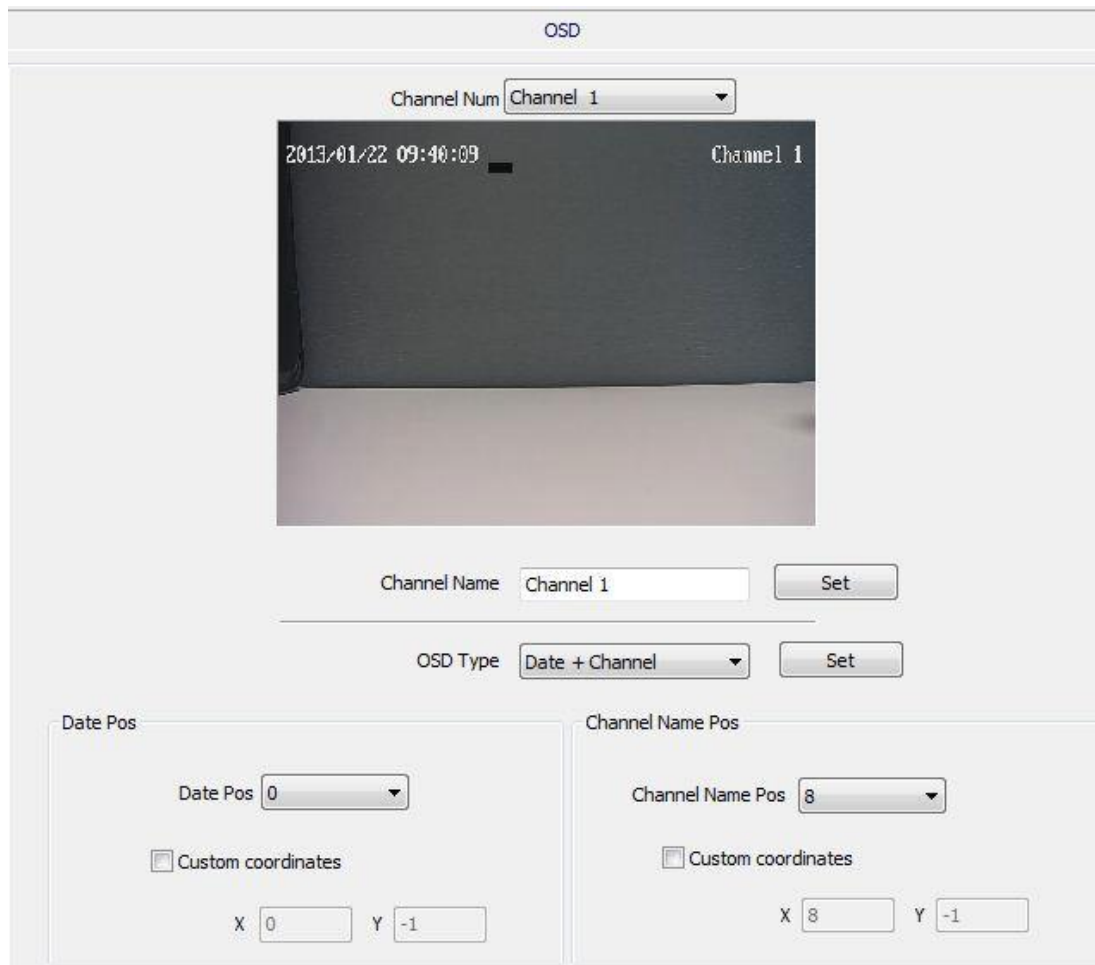 OSD
Channel Num Channel 1
2013/01/22 09:40:09 Channel 1
Channel Name Channel 1 Set
OSD Type Date + Channel Set
Date Pos Channel Name Pos
Date Pos 0 Channel Name Pos 8
Custom coordinates Custom coordinates
X 0 Y -1 X 8 Y -1